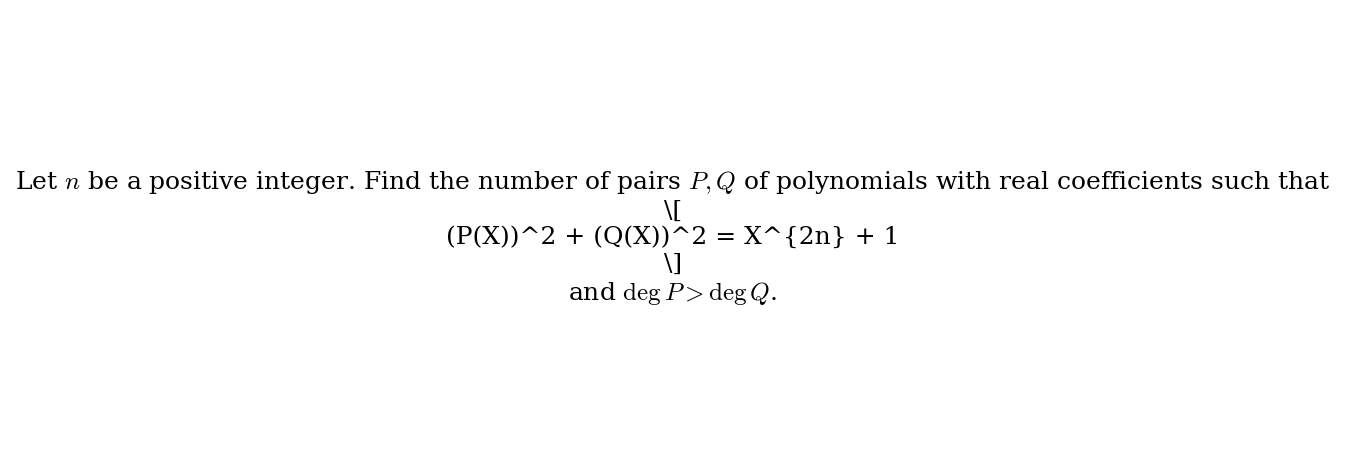 Let n be a positive integer. Find the number of pairs P, Q of polynomials with real coefficients such that
\[
(P(X))^2 + (Q(X))^2 = X^{2n} + 1
\]
and deg P > deg Q.